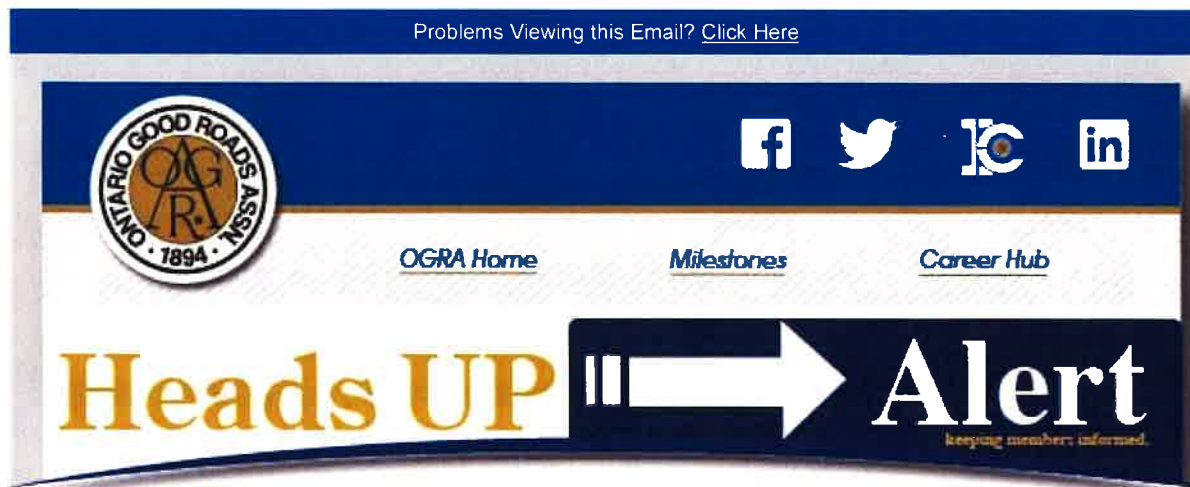 Problems Viewing this Email? Click Here
ONTARIO GOOD ROADS ASSN.
OGRA
· 1894 ·
OGRA Home Milestones Career Hub
Heads UP Alert
keeping members informed.